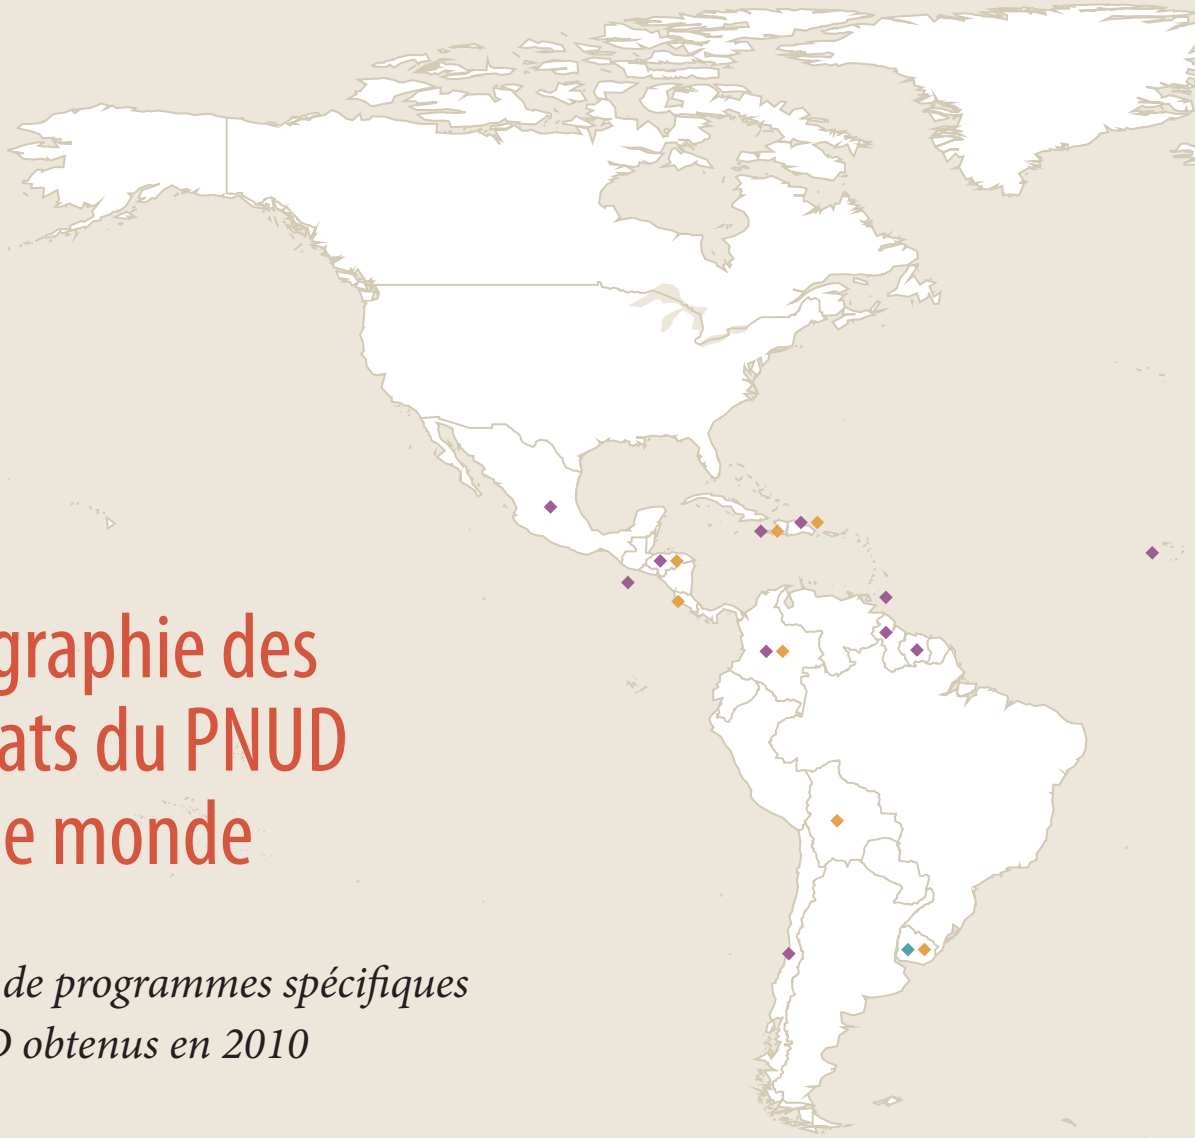 graphie des
ats du PNUD
e monde
de programmes spécifiques
D obtenus en 2010